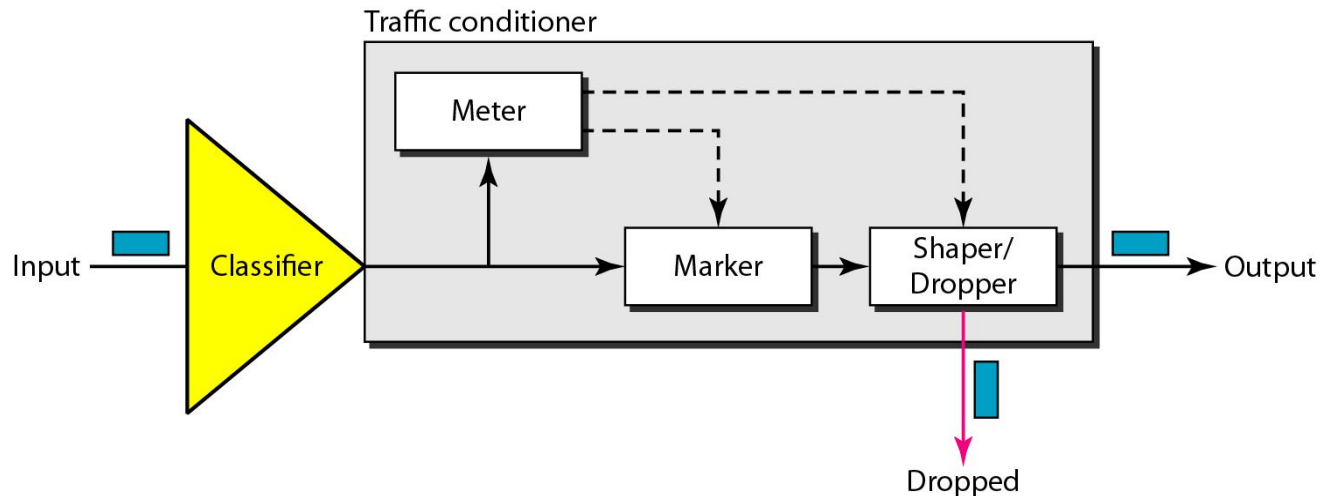 Traffic conditioner
Meter
Input
Classifier
Marker
Shaper/
Dropper
Output
Dropped